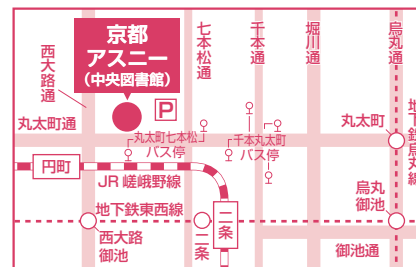 京都
アスニー
(中央図書館)
西大路通
七本松通
千本通
堀川通
烏丸通
P
丸太町通
丸太町七本松
バス停
千本丸太町
バス停
丸太町
地下鉄烏丸線
円町
JR 嵯峨野線
地下鉄東西線
西大路
御池
二条
二条
烏丸
御池
御池通